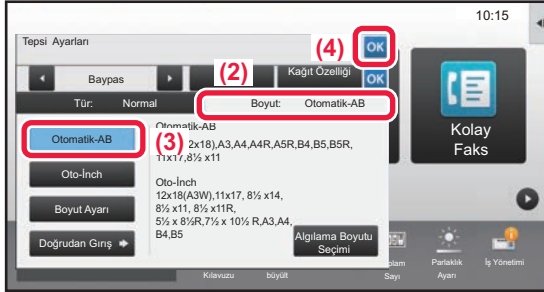 10:15
Tepsi Ayarları
(4)
OK
(2)
Kağıt Özelliği
OK
Baypas
Tür: Normal
Boyut: Otomatik-AB
Otomatik-AB
(3)
Otomatik-AB
2x18),A3,A4,A4R,A5R,B4,B5,B5R,
11x17,8½ x11
Oto-İnch
Oto-İnch
12x18(A3W),11x17, 8½ x14,
8½ x11, 8½ x11R,
5½ x 8½R,7½ x 10½ R,A3,A4,
B4,B5
Boyut Ayarı
Doğrudan Gırış
Algılama Boyutu
Seçimi
Kolay
Faks
Kılavuzu
büyült
Sayı
Parlaklık
Ayarı
İş Yönetimi